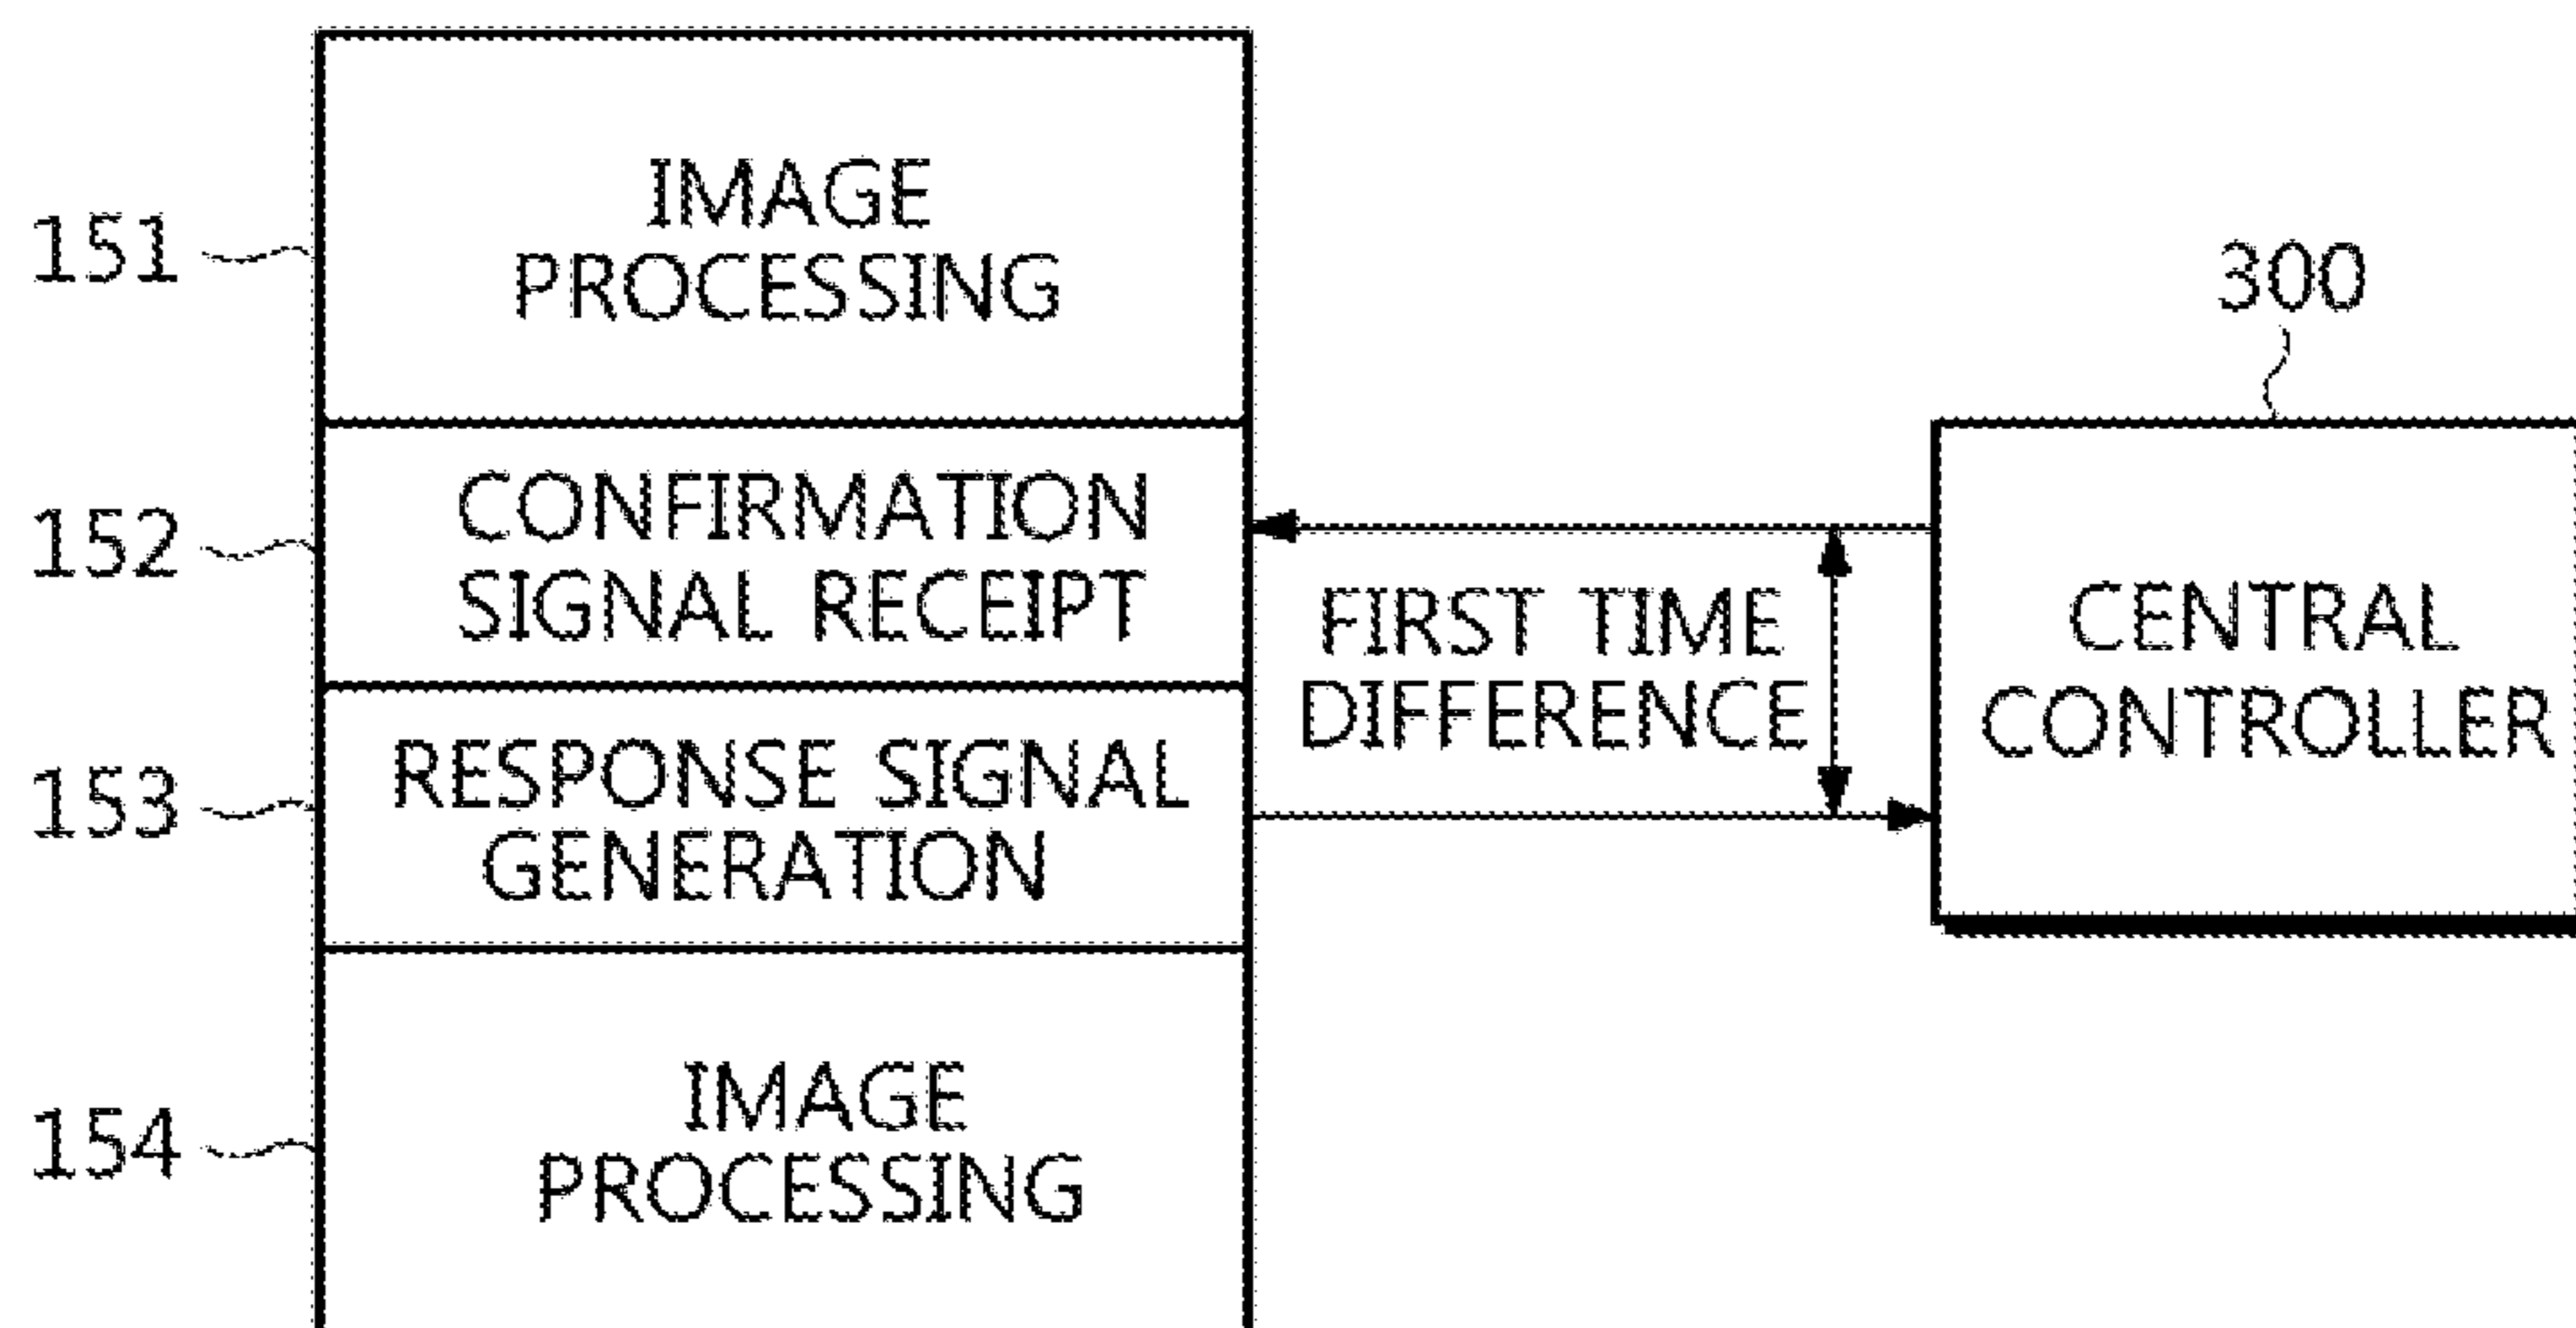 IMAGE
PROCESSING
151
300
CONFIRMATION
SIGNAL RECEIPT
152
FIRST TIME
DIFFERENCE
CENTRAL
CONTROLLER
RESPONSE SIGNAL
GENERATION
153
IMAGE
PROCESSING
154